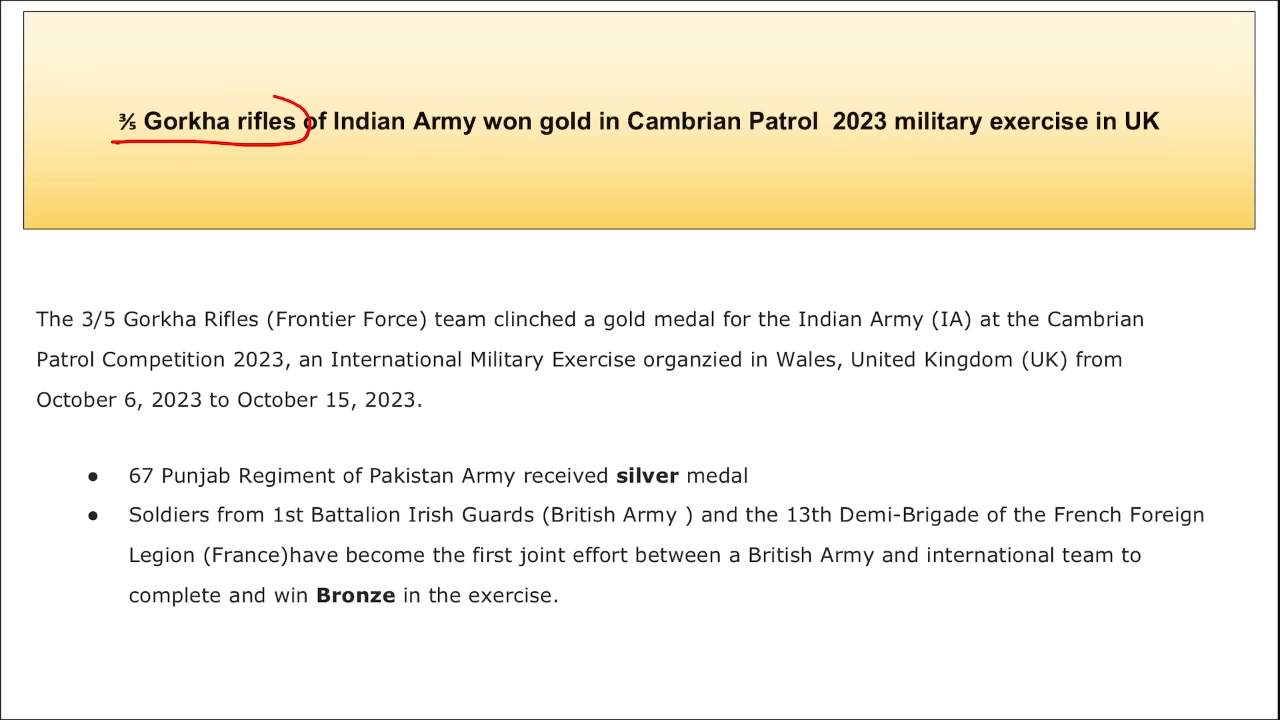 ⅗ Gorkha rifles of Indian Army won gold in Cambrian Patrol 2023 military exercise in UK
The 3/5 Gorkha Rifles (Frontier Force) team clinched a gold medal for the Indian Army (IA) at the Cambrian
Patrol Competition 2023, an International Military Exercise organzied in Wales, United Kingdom (UK) from
October 6, 2023 to October 15, 2023.
● 67 Punjab Regiment of Pakistan Army received silver medal
● Soldiers from 1st Battalion Irish Guards (British Army ) and the 13th Demi-Brigade of the French Foreign
Legion (France)have become the first joint effort between a British Army and international team to
complete and win Bronze in the exercise.